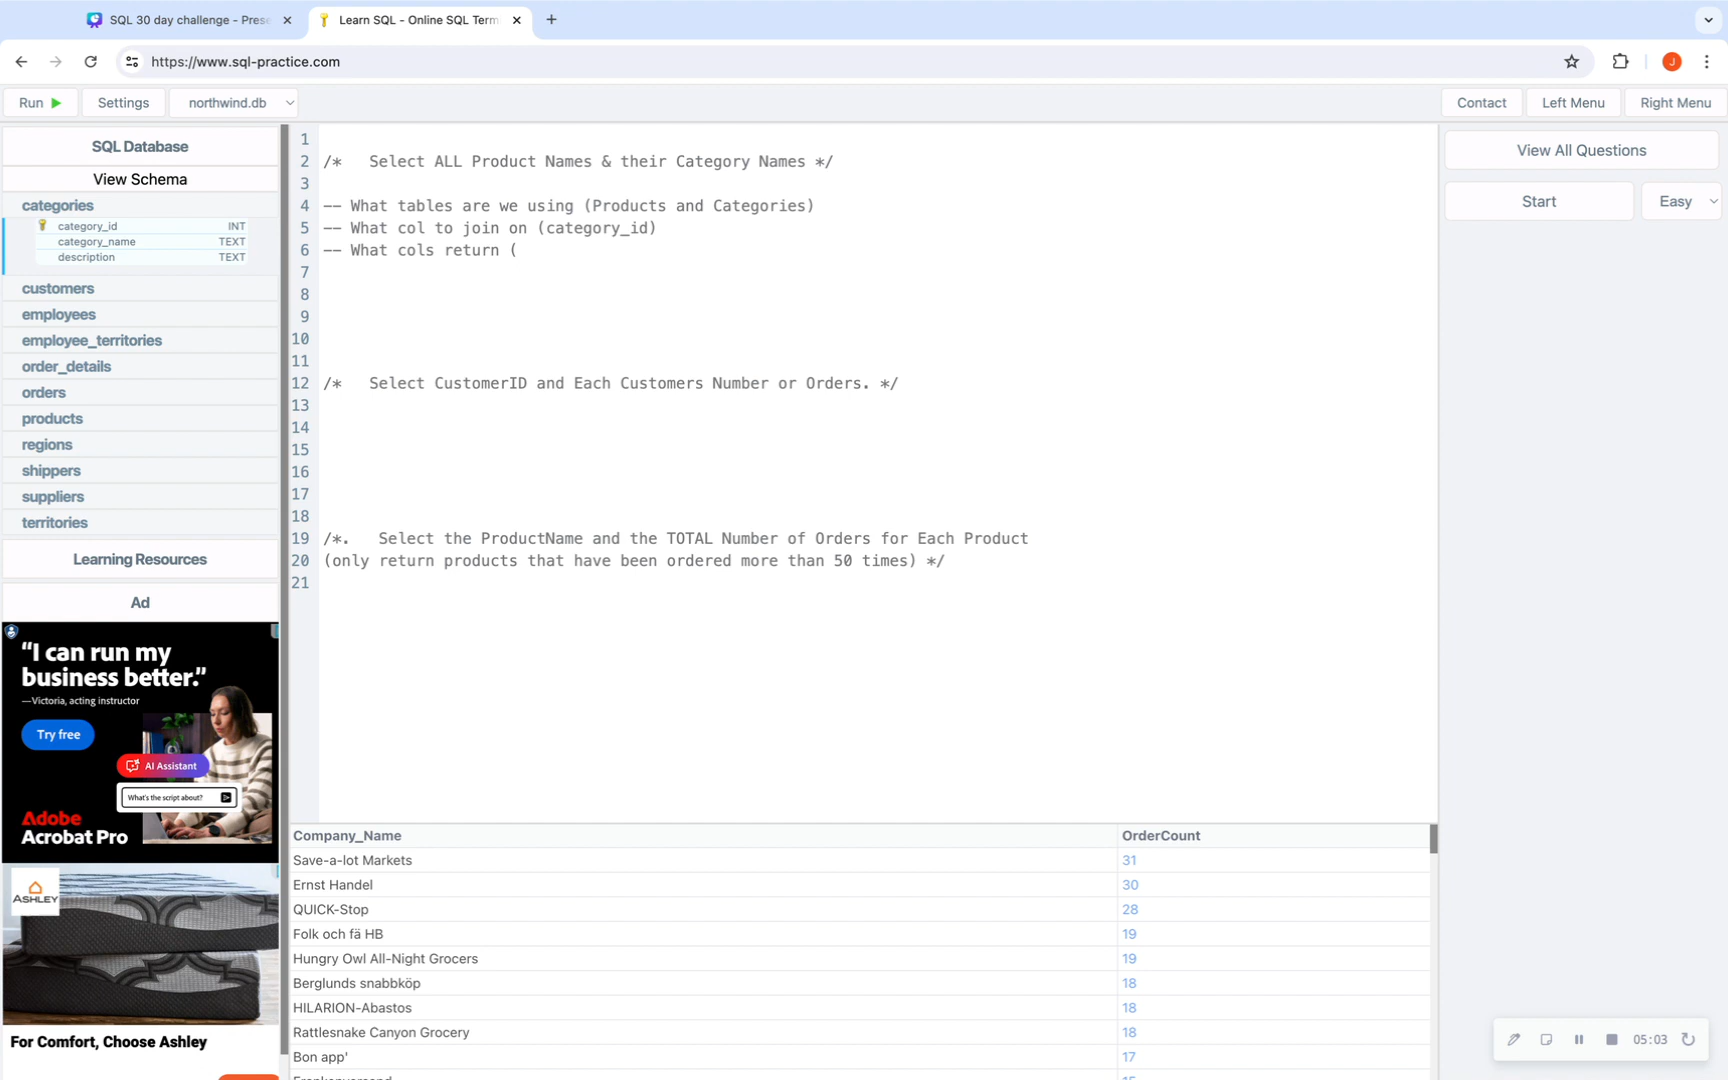 SQL 30 day challenge - Prese
Learn SQL - Online SQL Term
https://www.sql-practice.com
J
Run
Settings
northwind.db
Contact
Left Menu
Right Menu
SQL Database
View Schema
categories
category_id INT
category_name TEXT
description TEXT
customers
employees
employee_territories
order_details
orders
products
regions
shippers
suppliers
territories
Learning Resources
Ad
“I can run my
business better.”
—Victoria, acting instructor
Try free
AI Assistant
What's the script about?
Adobe
Acrobat Pro
ASHLEY
For Comfort, Choose Ashley
1
2 /*   Select ALL Product Names & their Category Names */
3
4 -- What tables are we using (Products and Categories)
5 -- What col to join on (category_id)
6 -- What cols return (
7
8
9
10
11
12 /*   Select CustomerID and Each Customers Number or Orders. */
13
14
15
16
17
18
19 /*.   Select the ProductName and the TOTAL Number of Orders for Each Product
20 (only return products that have been ordered more than 50 times) */
21
Company_Name OrderCount
Save-a-lot Markets 31
Ernst Handel 30
QUICK-Stop 28
Folk och fä HB 19
Hungry Owl All-Night Grocers 19
Berglunds snabbköp 18
HILARION-Abastos 18
Rattlesnake Canyon Grocery 18
Bon app' 17
View All Questions
Start
Easy
05:03